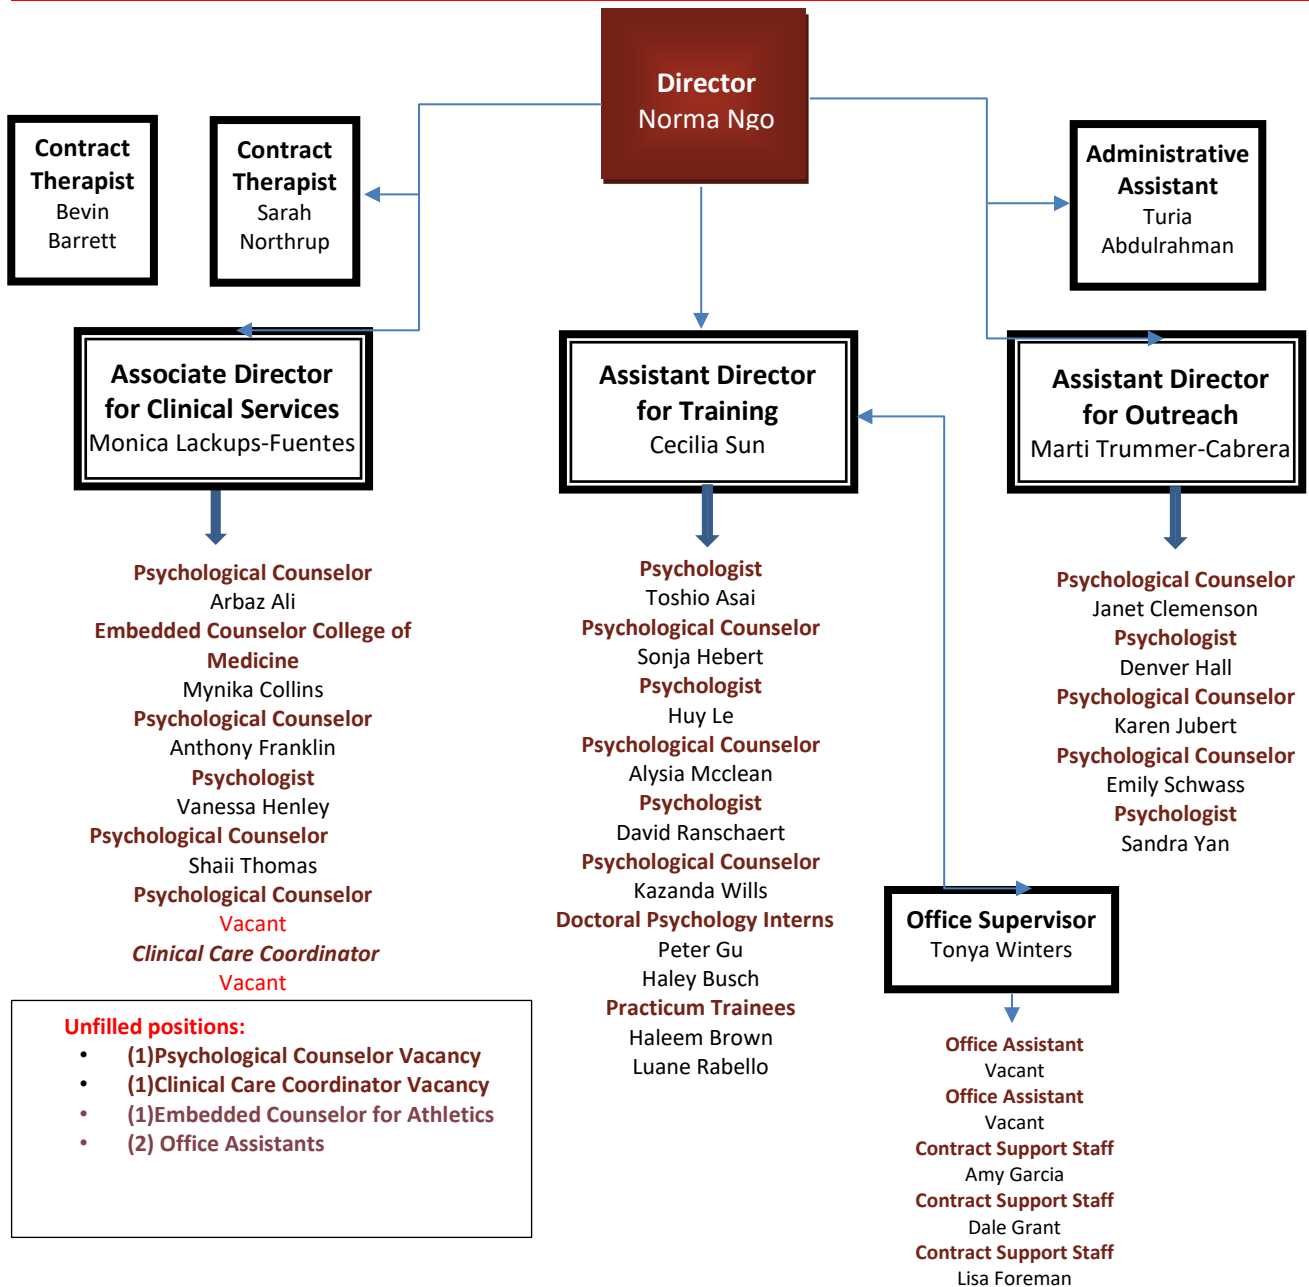 Director
Norma Ngo
Contract
Therapist
Bevin
Barrett
Contract
Therapist
Sarah
Northrup
Administrative
Assistant
Turia
Abdulrahman
Associate Director
for Clinical Services
Monica Lackups-Fuentes
Assistant Director
for Training
Cecilia Sun
Assistant Director
for Outreach
Marti Trummer-Cabrera
Psychological Counselor
Arbaz Ali
Embedded Counselor College of
Medicine
Mynika Collins
Psychological Counselor
Anthony Franklin
Psychologist
Vanessa Henley
Psychological Counselor
Shaii Thomas
Psychological Counselor
Vacant
Clinical Care Coordinator
Vacant
Psychologist
Toshio Asai
Psychological Counselor
Sonja Hebert
Psychologist
Huy Le
Psychological Counselor
Alysia Mcclean
Psychologist
David Ranschaert
Psychological Counselor
Kazanda Wills
Doctoral Psychology Interns
Peter Gu
Haley Busch
Practicum Trainees
Haleem Brown
Luane Rabello
Psychological Counselor
Janet Clemenson
Psychologist
Denver Hall
Psychological Counselor
Karen Jubert
Psychological Counselor
Emily Schwass
Psychologist
Sandra Yan
Office Supervisor
Tonya Winters
Office Assistant
Vacant
Office Assistant
Vacant
Contract Support Staff
Amy Garcia
Contract Support Staff
Dale Grant
Contract Support Staff
Lisa Foreman
Unfilled positions:
• (1)Psychological Counselor Vacancy
• (1)Clinical Care Coordinator Vacancy
• (1)Embedded Counselor for Athletics
• (2) Office Assistants